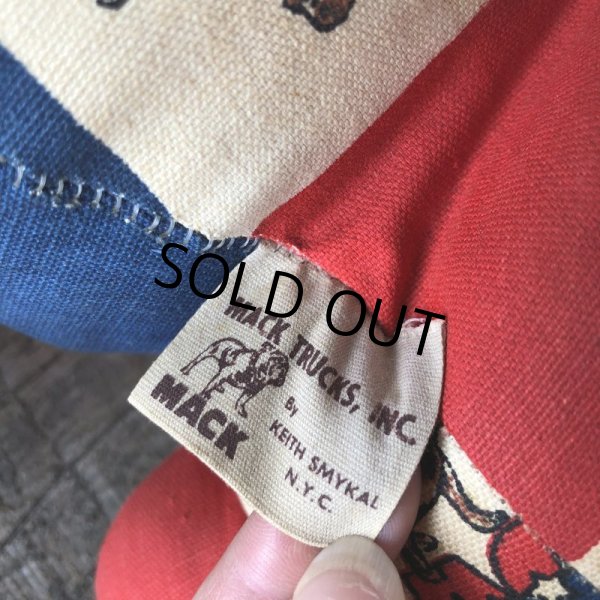 SOLD OUT
MACK TRUCKS, INC.
MACK
By
KEITH SMYKAL
N.Y.C.